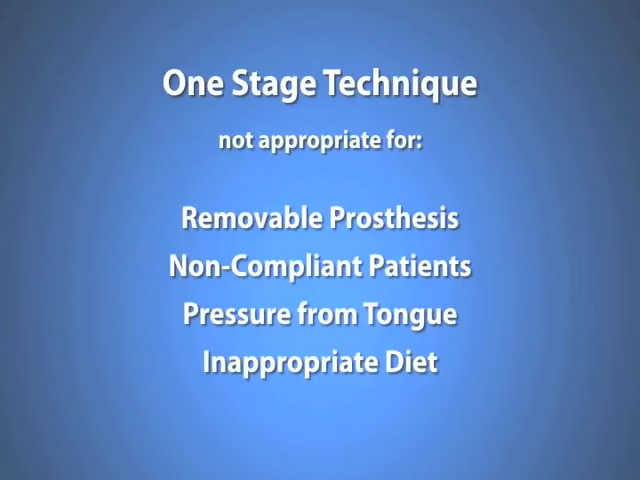 One Stage Technique
not appropriate for:
Removable Prosthesis
Non-Compliant Patients
Pressure from Tongue
Inappropriate Diet